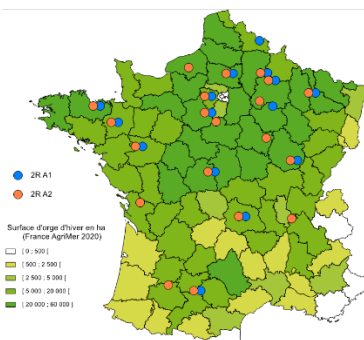 2R A1
2R A2
Surface d'orge d'hiver en ha
(France AgriMer 2020)
[ 0 ; 500 [
[ 500 ; 2 500 [
[ 2 500 ; 5 000 [
[ 5 000 ; 20 000 [
[ 20 000 ; 60 000 [